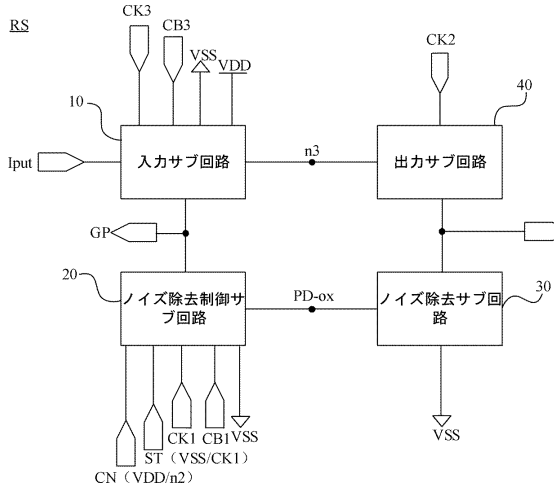 RS
CK3
CB3
VSS
VDD
CK2
10
40
Iput
入力サブ回路
n3
出力サブ回路
GP
20
ノイズ除去制御サ
ブ回路
PD-ox
ノイズ除去サブ回
路
30
CK1
CB1
VSS
VSS
ST（VSS/CK1）
CN（VDD/n2）